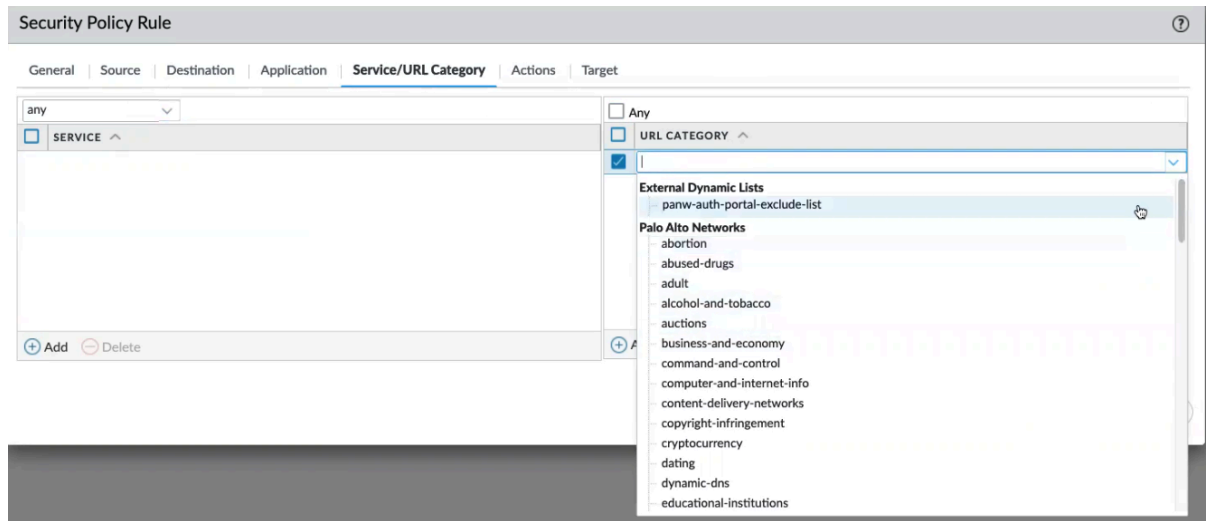 Security Policy Rule
General Source Destination Application Service/URL Category Actions Target
any
Any
SERVICE
URL CATEGORY
External Dynamic Lists
panw-auth-portal-exclude-list
Palo Alto Networks
abortion
abused-drugs
adult
alcohol-and-tobacco
auctions
Add Delete
business-and-economy
command-and-control
computer-and-internet-info
content-delivery-networks
copyright-infringement
cryptocurrency
dating
dynamic-dns
educational-institutions